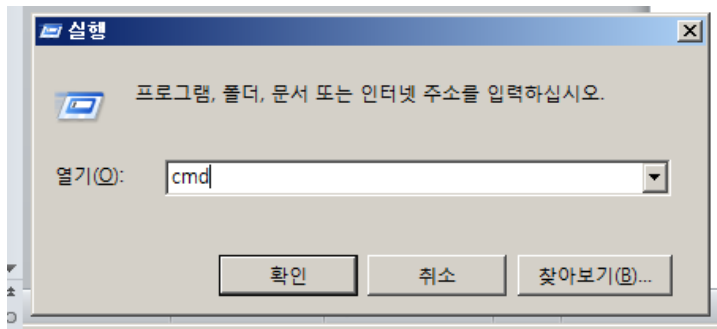 실행
프로그램, 폴더, 문서 또는 인터넷 주소를 입력하십시오.
열기(O): cmd
확인 취소 찾아보기(B)...